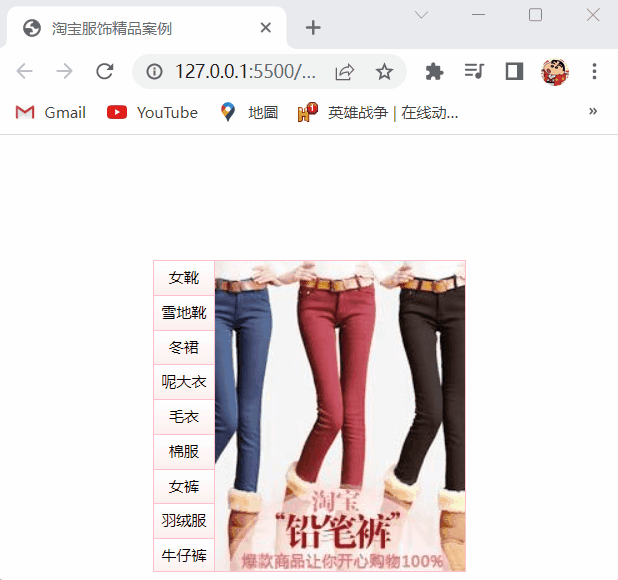 淘宝服饰精品案例
127.0.0.1:5500/...
Gmail YouTube 地圖 英雄战争 | 在线动... »
女靴
雪地靴
冬裙
呢大衣
毛衣
棉服
女裤
羽绒服
牛仔裤
淘宝
“铅笔裤”
爆款商品让你开心购物100%